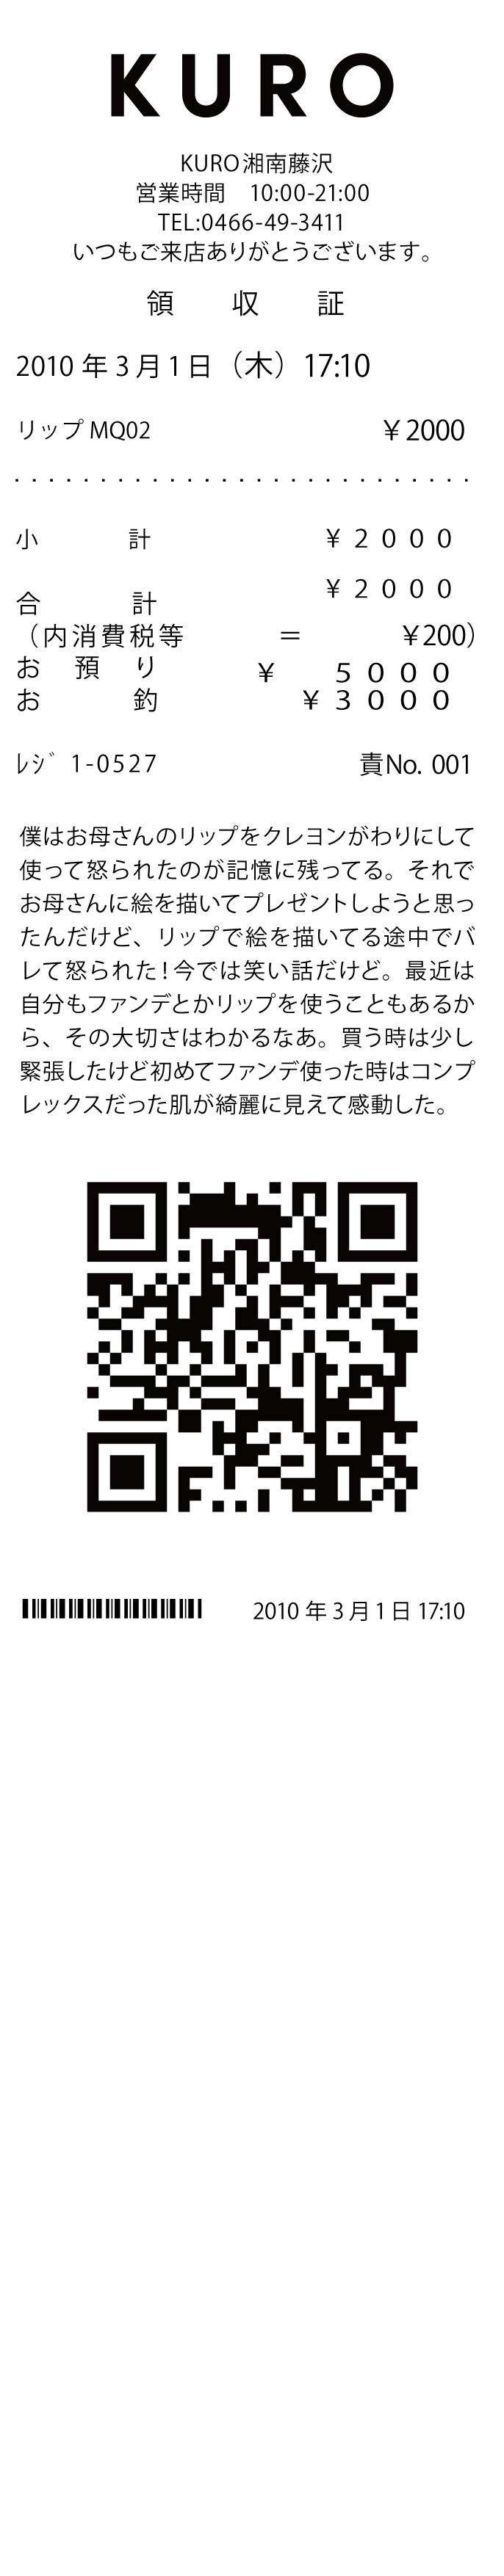 KURO
KURO湘南藤沢
営業時間　10:00-21:00
TEL:0466-49-3411
いつもご来店ありがとうございます。
領　収　証
2010 年 3 月 1 日（木）17:10
リップ MQ02　￥2000
小　計　￥２０００
合　計　￥２０００
（内消費税等　＝　￥200）
お　預　り　￥　５０００
お　釣　￥３０００
ﾚｼﾞ 1-0527　責No. 001
僕はお母さんのリップをクレヨンがわりにして
使って怒られたのが記憶に残ってる。それで
お母さんに絵を描いてプレゼントしようと思っ
たんだけど、リップで絵を描いてる途中でバ
レて怒られた！今では笑い話だけど。最近は
自分もファンデとかリップを使うこともあるか
ら、その大切さはわかるなあ。買う時は少し
緊張したけど初めてファンデ使った時はコンプ
レックスだった肌が綺麗に見えて感動した。
2010 年 3 月 1 日 17:10